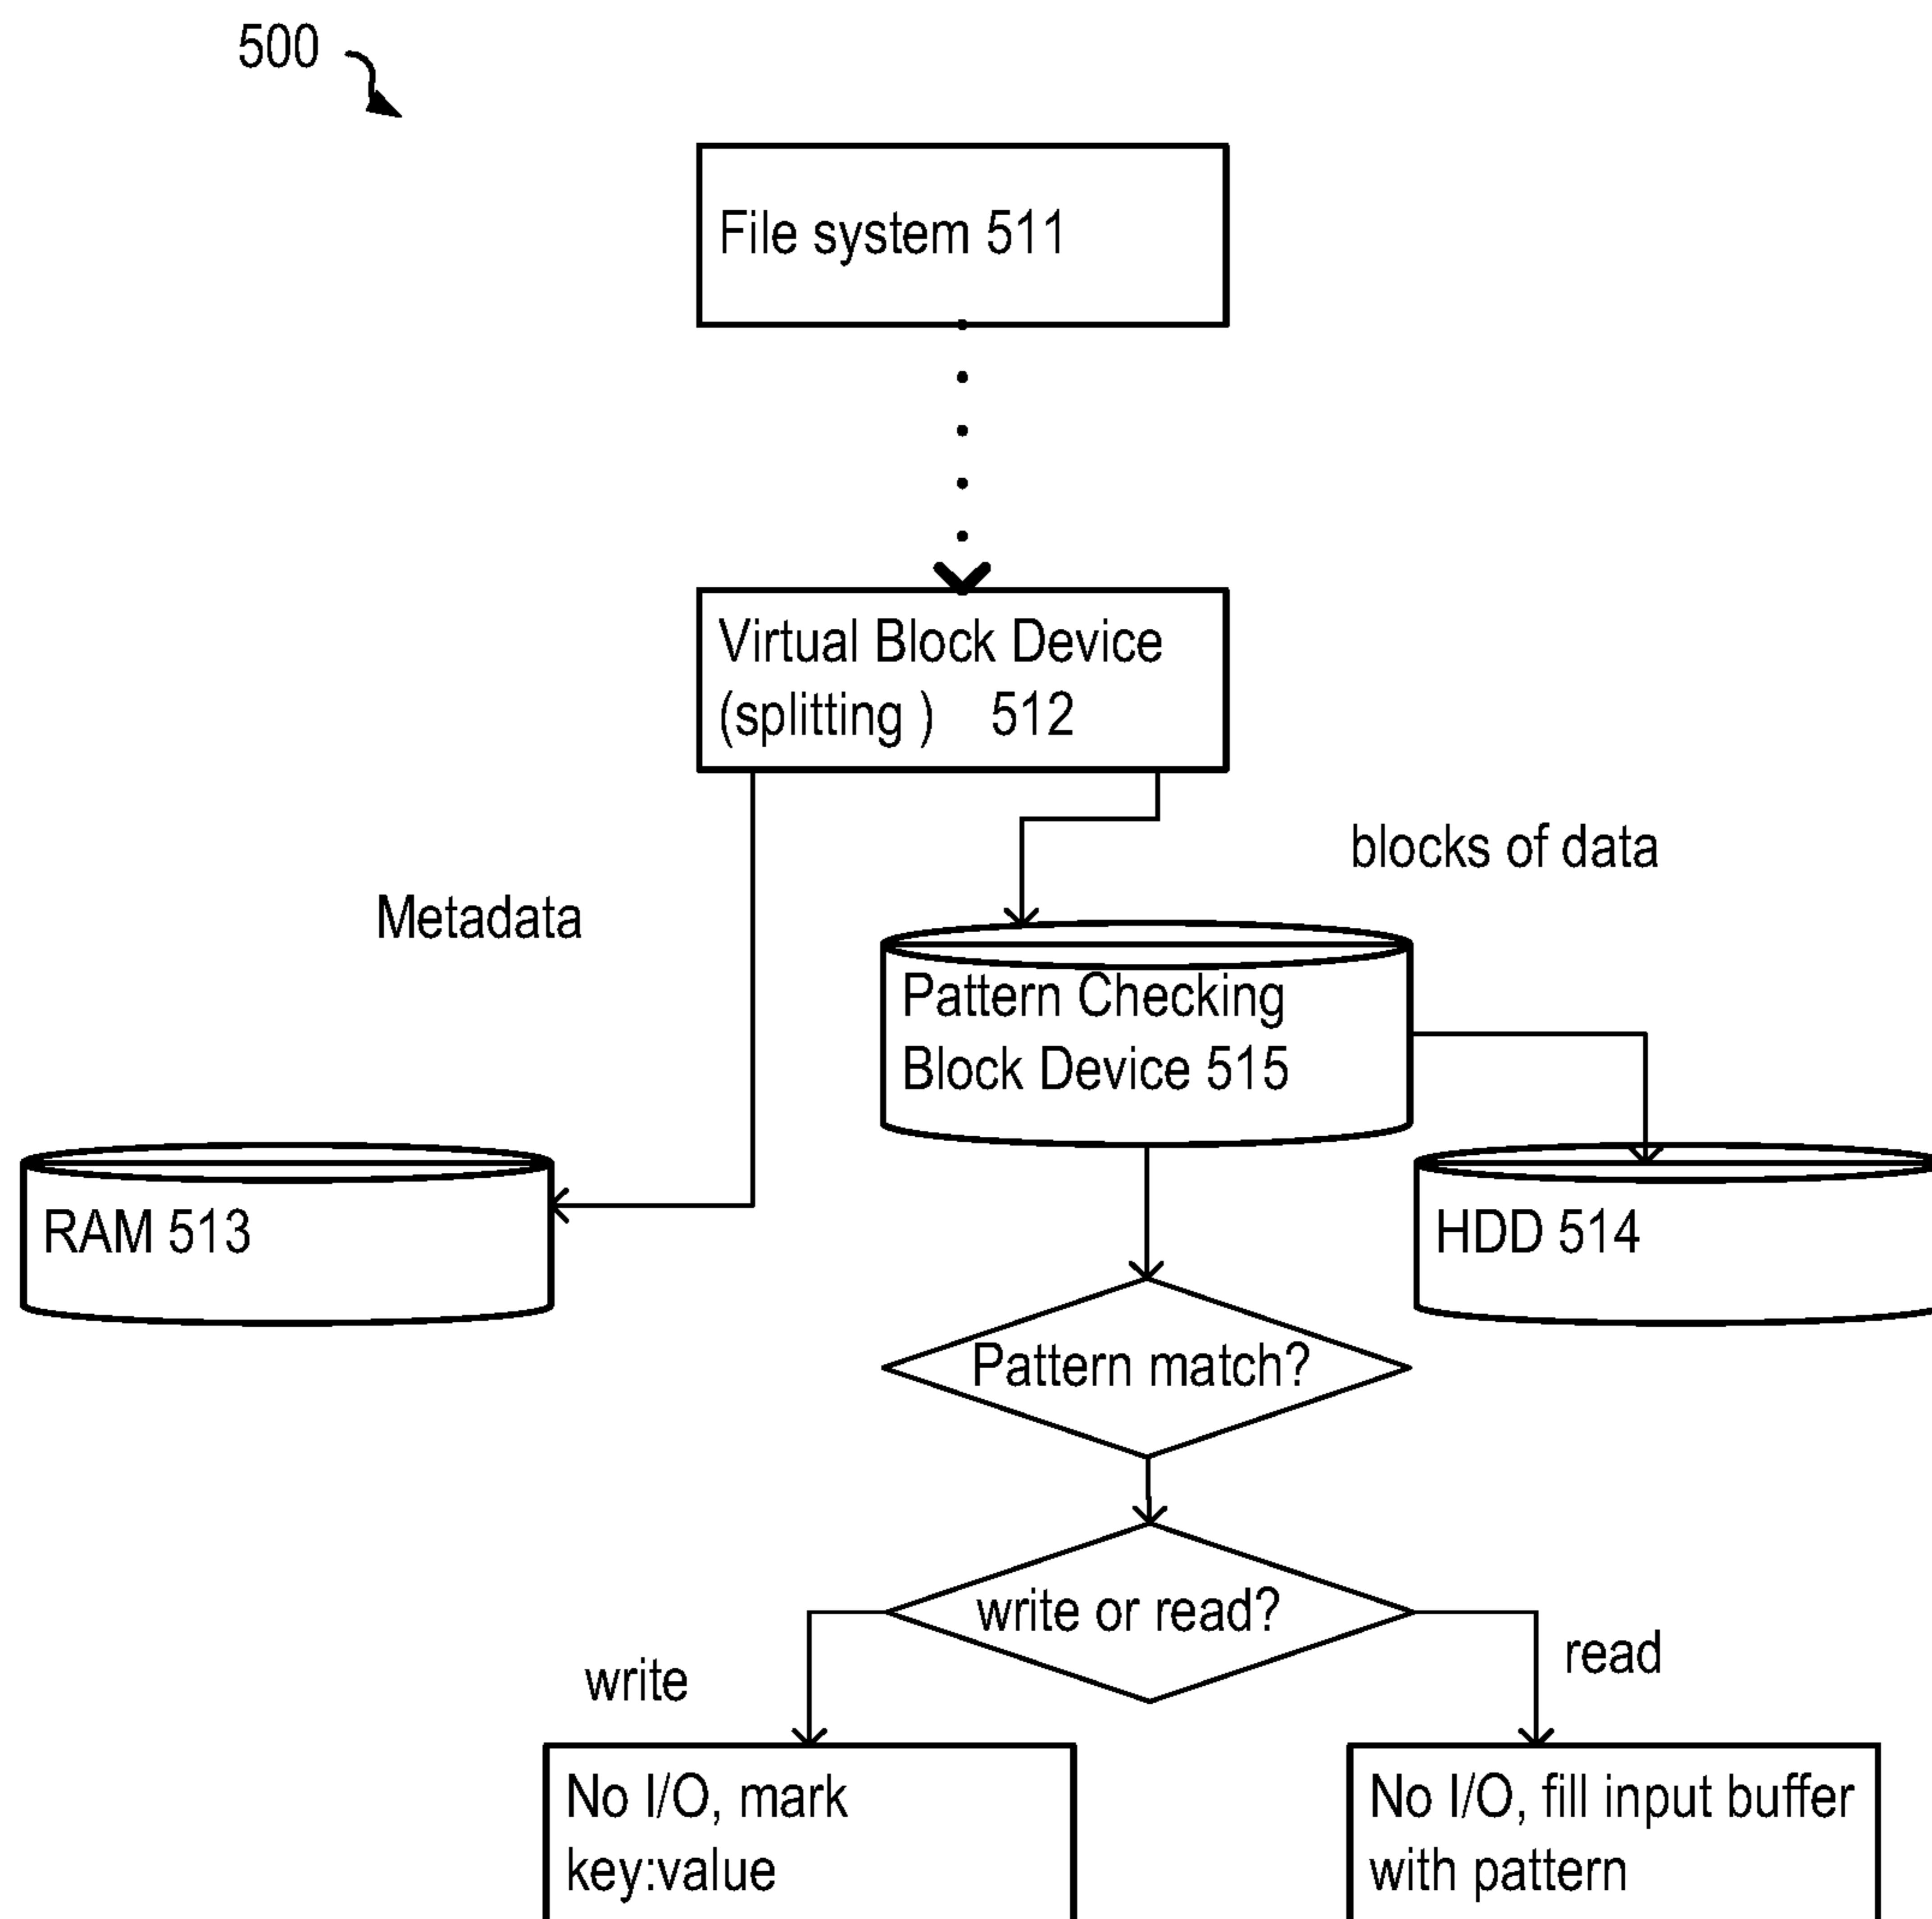 500
File system 511
Virtual Block Device
(splitting ) 512
blocks of data
Metadata
Pattern Checking
Block Device 515
RAM 513
HDD 514
Pattern match?
write or read?
write
read
No I/O, mark
key:value
No I/O, fill input buffer
with pattern